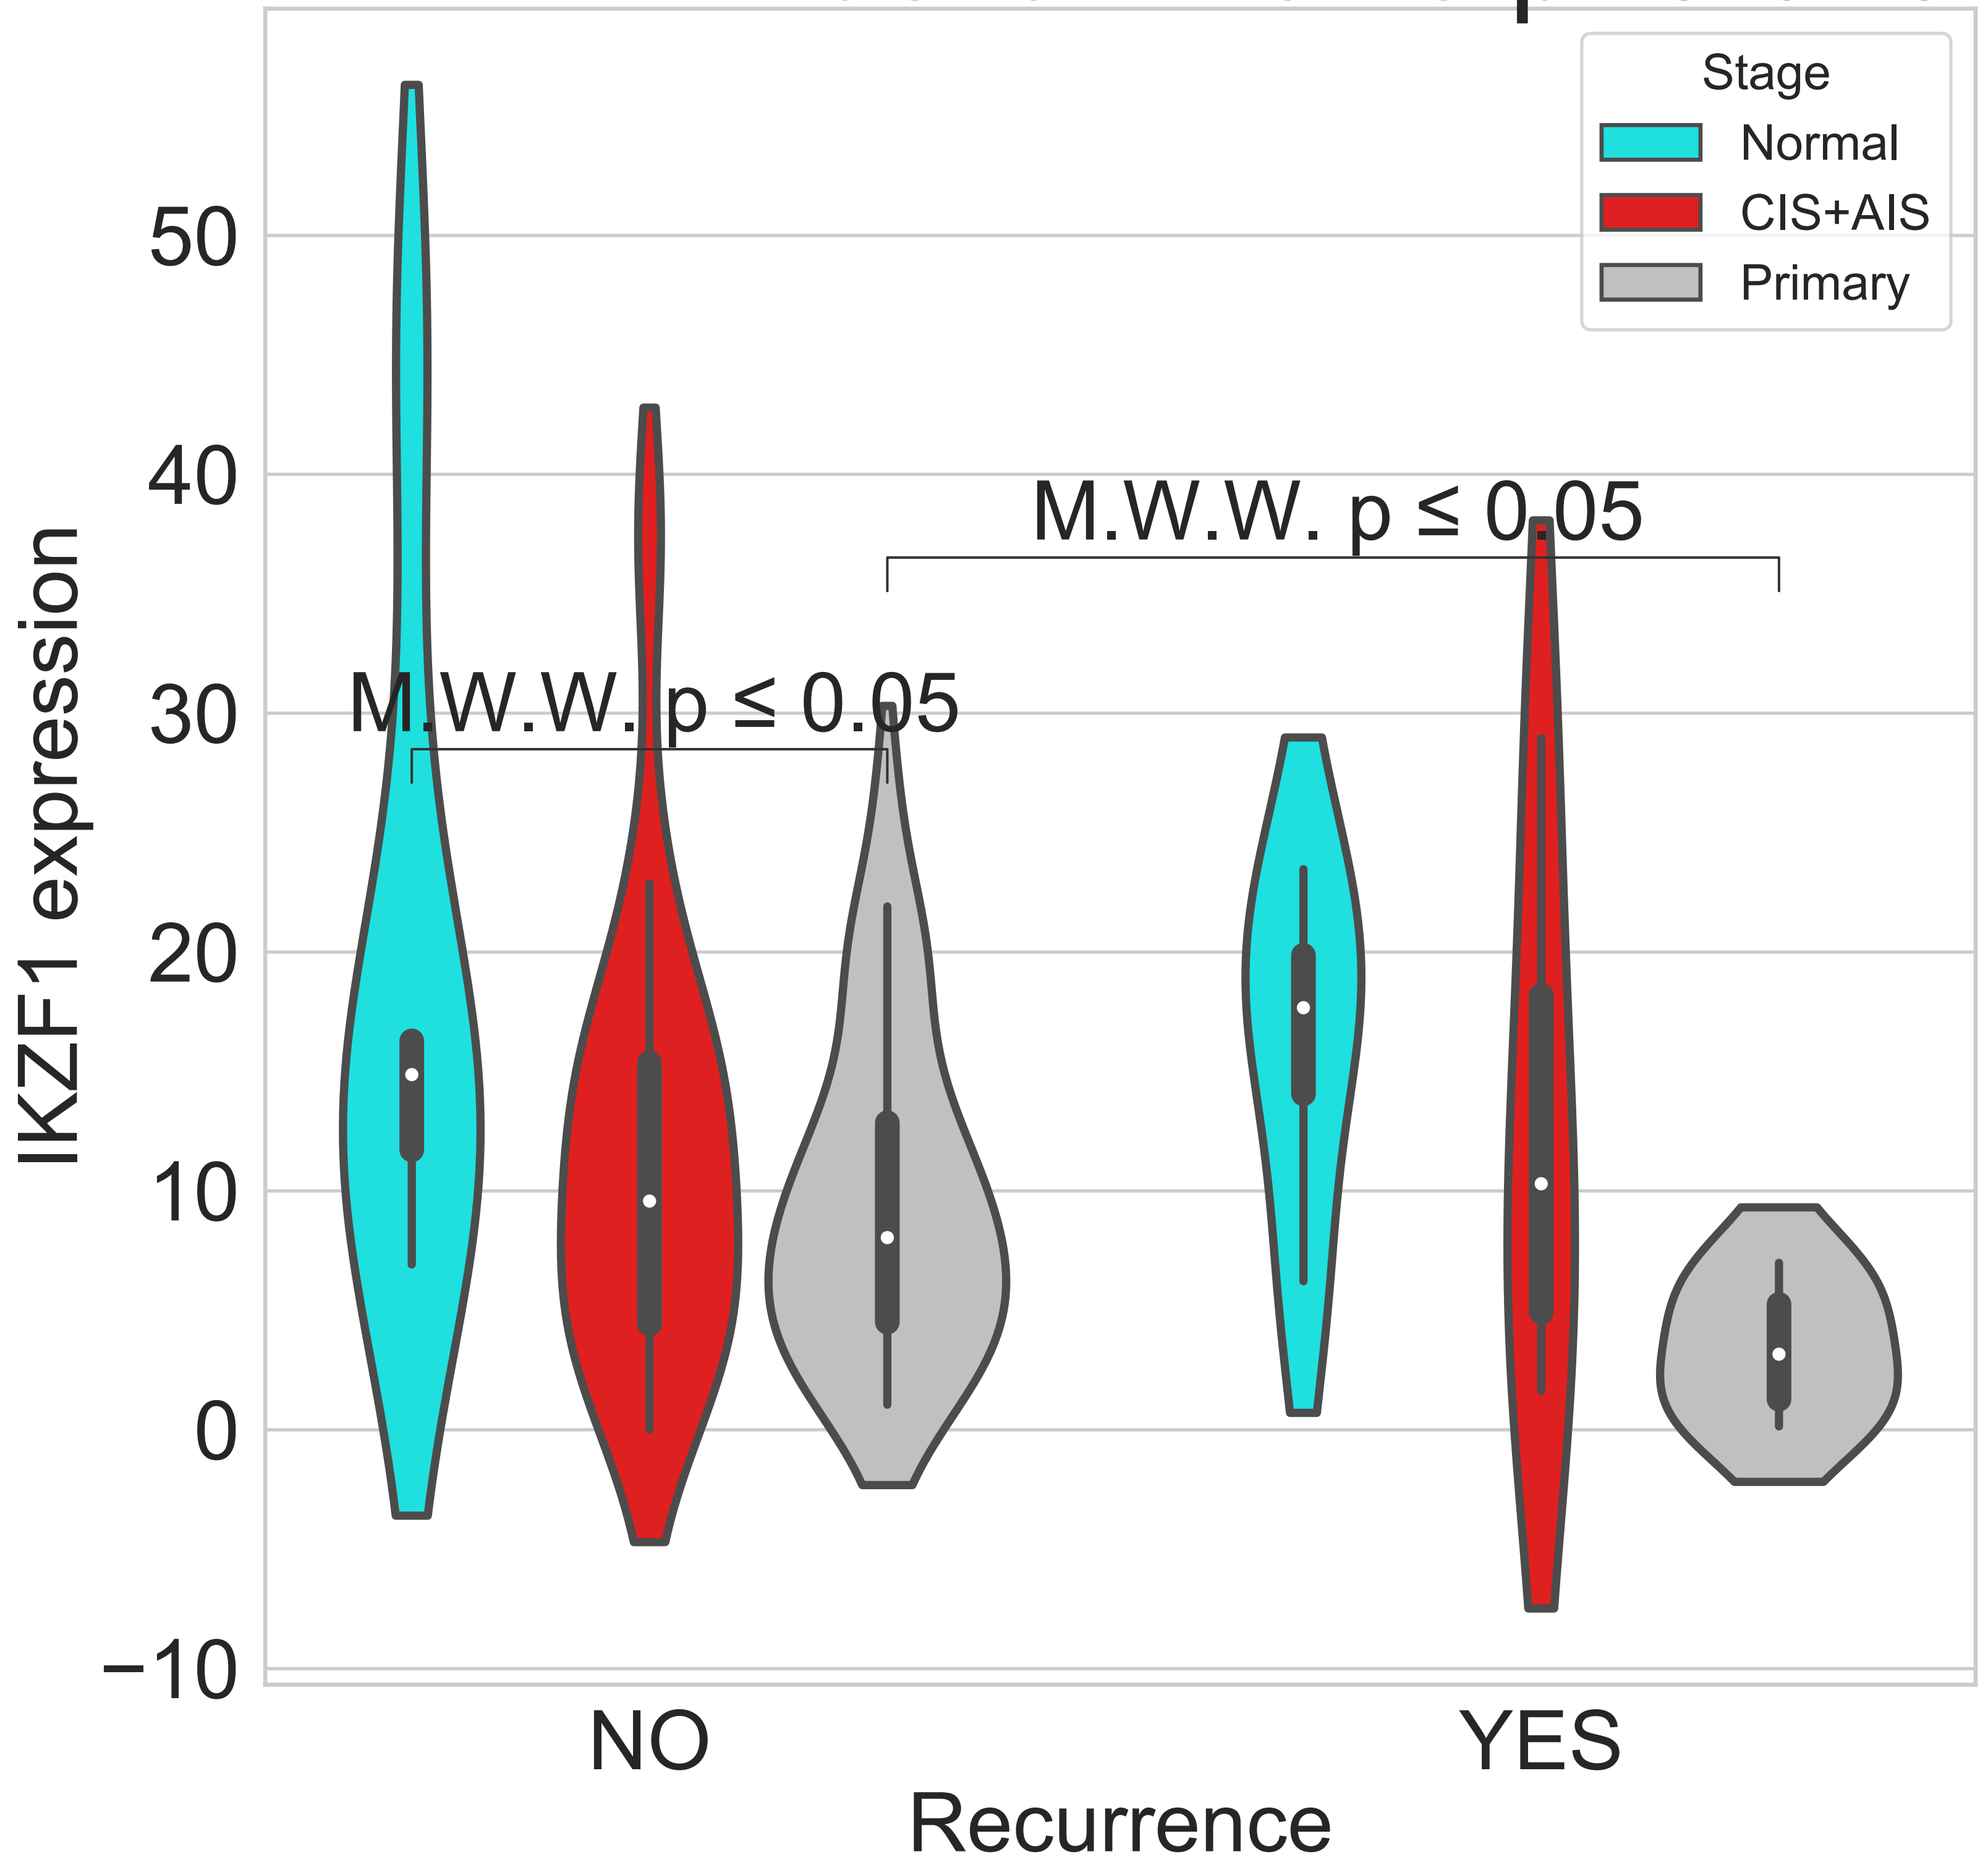 Stage
Normal
CIS+AIS
Primary
50
40
30
20
10
0
−10
IKZF1 expression
M.W.W. p ≤ 0.05
M.W.W. p ≤ 0.05
NO
YES
Recurrence